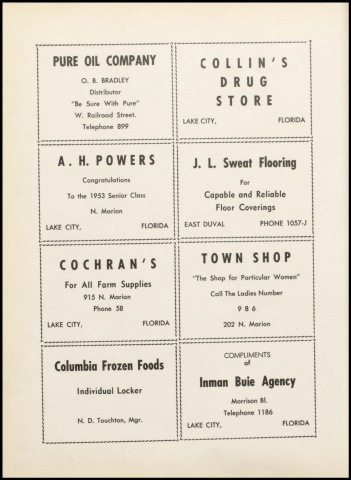 PURE OIL COMPANY
O. B. BRADLEY
Distributor
"Be Sure With Pure"
W. Railroad Street.
Telephone 899
COLLIN'S
DRUG
STORE
LAKE CITY, FLORIDA
A. H. POWERS
Congratulations
To the 1953 Senior Class
N. Marion
LAKE CITY, FLORIDA
J. L. Sweat Flooring
For
Capable and Reliable
Floor Coverings
EAST DUVAL PHONE 1057-J
COCHRAN'S
For All Farm Supplies
915 N. Marion
Phone 58
LAKE CITY, FLORIDA
TOWN SHOP
"The Shop for Particular Women"
Call The Ladies Number
986
202 N. Marion
Columbia Frozen Foods
Individual Locker
N. D. Touchton, Mgr.
COMPLIMENTS
of
Inman Buie Agency
Morrison Bl.
Telephone 1186
LAKE CITY, FLORIDA